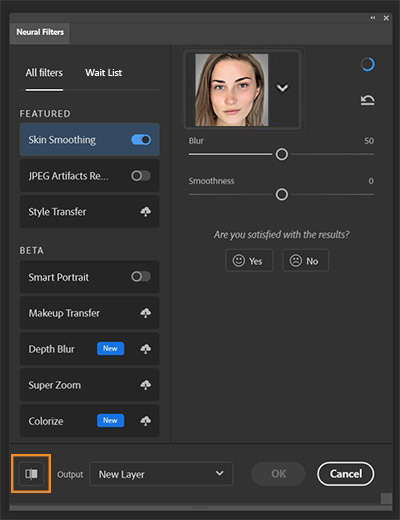 Neural Filters
All filters
Wait List
FEATURED
Skin Smoothing
JPEG Artifacts Re...
Style Transfer
BETA
Smart Portrait
Makeup Transfer
Depth Blur New
Super Zoom
Colorize New
Blur 50
Smoothness 0
Are you satisfied with the results?
Yes
No
Output
New Layer
OK
Cancel